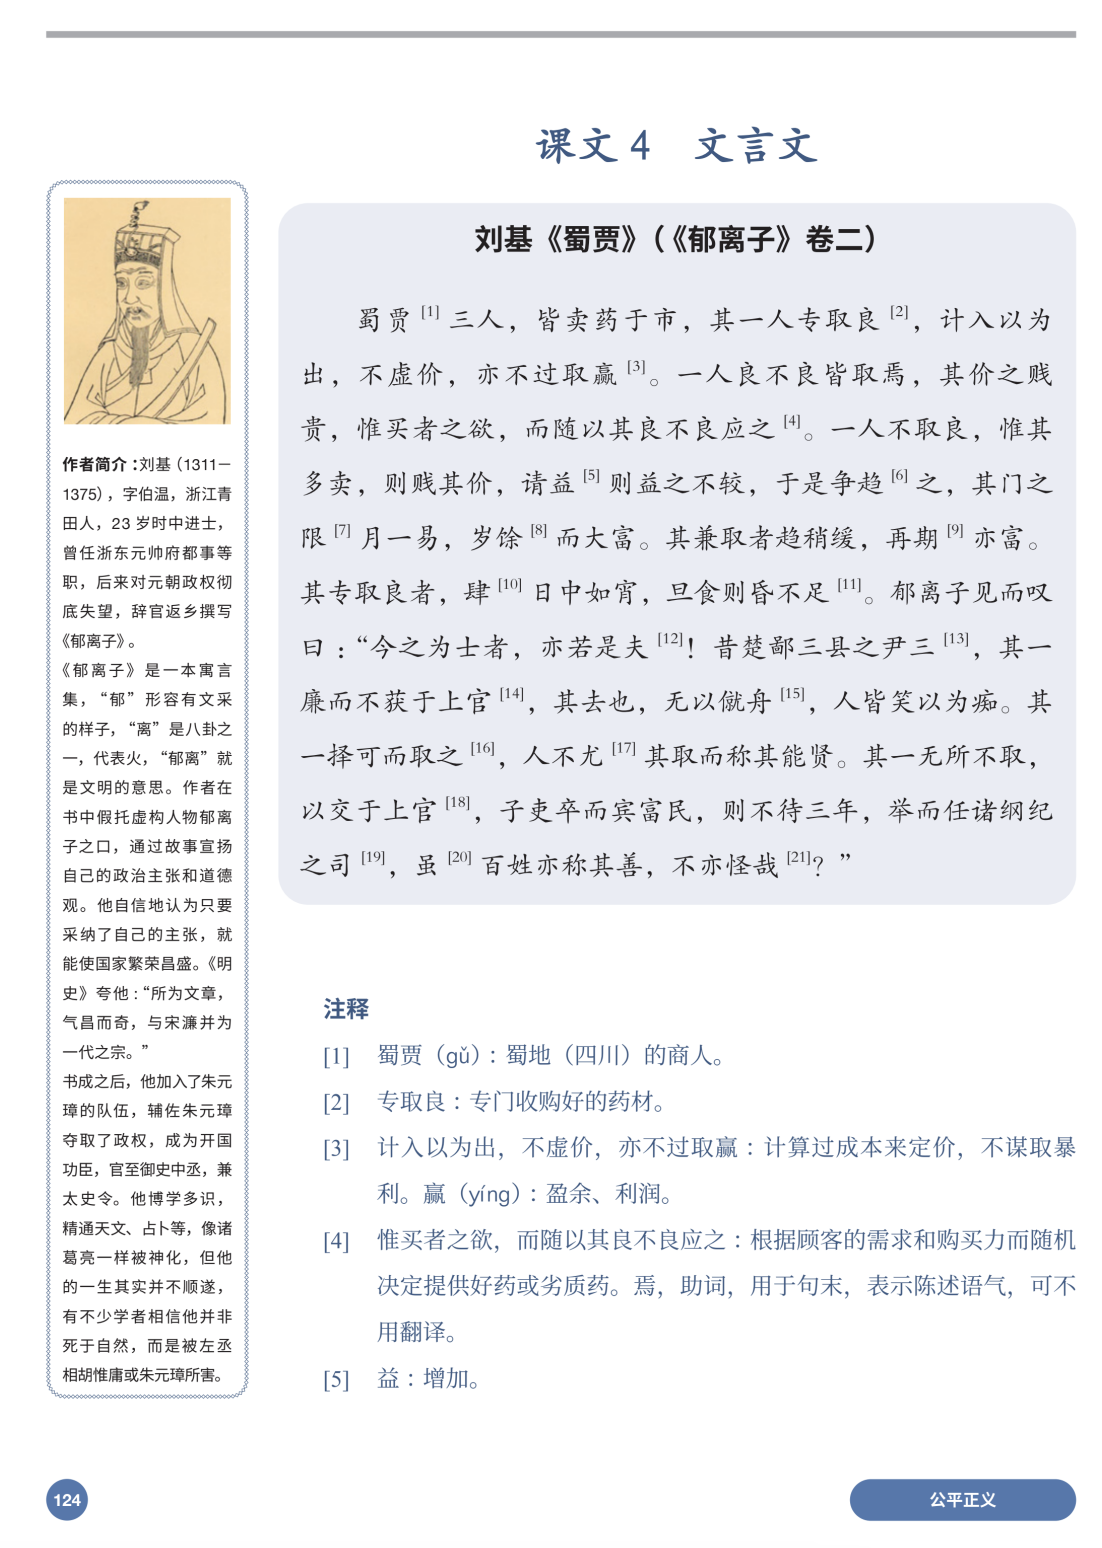 课文 4 文言文
刘基《蜀贾》（《郁离子》卷二）
蜀贾 [1] 三人，皆卖药于市，其一人专取良 [2]，计入以为
出，不虚价，亦不过取赢 [3]。一人良不良皆取焉，其价之贱
贵，惟买者之欲，而随以其良不良应之 [4]。一人不取良，惟其
多卖，则贱其价，请益 [5] 则益之不较，于是争趋 [6] 之，其门之
限 [7] 月一易，岁馀 [8] 而大富。其兼取者趋稍缓，再期 [9] 亦富。
其专取良者，肆 [10] 日中如宵，旦食则昏不足 [11]。郁离子见而叹
曰：“今之为士者，亦若是夫 [12]！昔楚鄙三县之尹三 [13]，其一
廉而不获于上官 [14]，其去也，无以僦舟 [15]，人皆笑以为痴。其
一择可而取之 [16]，人不尤 [17] 其取而称其能贤。其一无所不取，
以交于上官 [18]，子吏卒而宾富民，则不待三年，举而任诸纲纪
之司 [19]，虽 [20] 百姓亦称其善，不亦怪哉 [21]？”
作者简介：刘基（1311—
1375），字伯温，浙江青
田人，23 岁时中进士，
曾任浙东元帅府都事等
职，后来对元朝政权彻
底失望，辞官返乡撰写
《郁离子》。
《郁离子》是一本寓言
集，“郁”形容有文采
的样子，“离”是八卦之
一，代表火，“郁离”就
是文明的意思。作者在
书中假托虚构人物郁离
子之口，通过故事宣扬
自己的政治主张和道德
观。他自信地认为只要
采纳了自己的主张，就
能使国家繁荣昌盛。《明
史》夸他：“所为文章，
气昌而奇，与宋濂并为
一代之宗。”
书成之后，他加入了朱元
璋的队伍，辅佐朱元璋
夺取了政权，成为开国
功臣，官至御史中丞，兼
太史令。他博学多识，
精通天文、占卜等，像诸
葛亮一样被神化，但他
的一生其实并不顺遂，
有不少学者相信他并非
死于自然，而是被左丞
相胡惟庸或朱元璋所害。
注释
[1] 蜀贾（gǔ）：蜀地（四川）的商人。
[2] 专取良：专门收购好的药材。
[3] 计入以为出，不虚价，亦不过取赢：计算过成本来定价，不谋取暴
利。赢（yíng）：盈余、利润。
[4] 惟买者之欲，而随以其良不良应之：根据顾客的需求和购买力而随机
决定提供好药或劣质药。焉，助词，用于句末，表示陈述语气，可不
用翻译。
[5] 益：增加。
124
公平正义